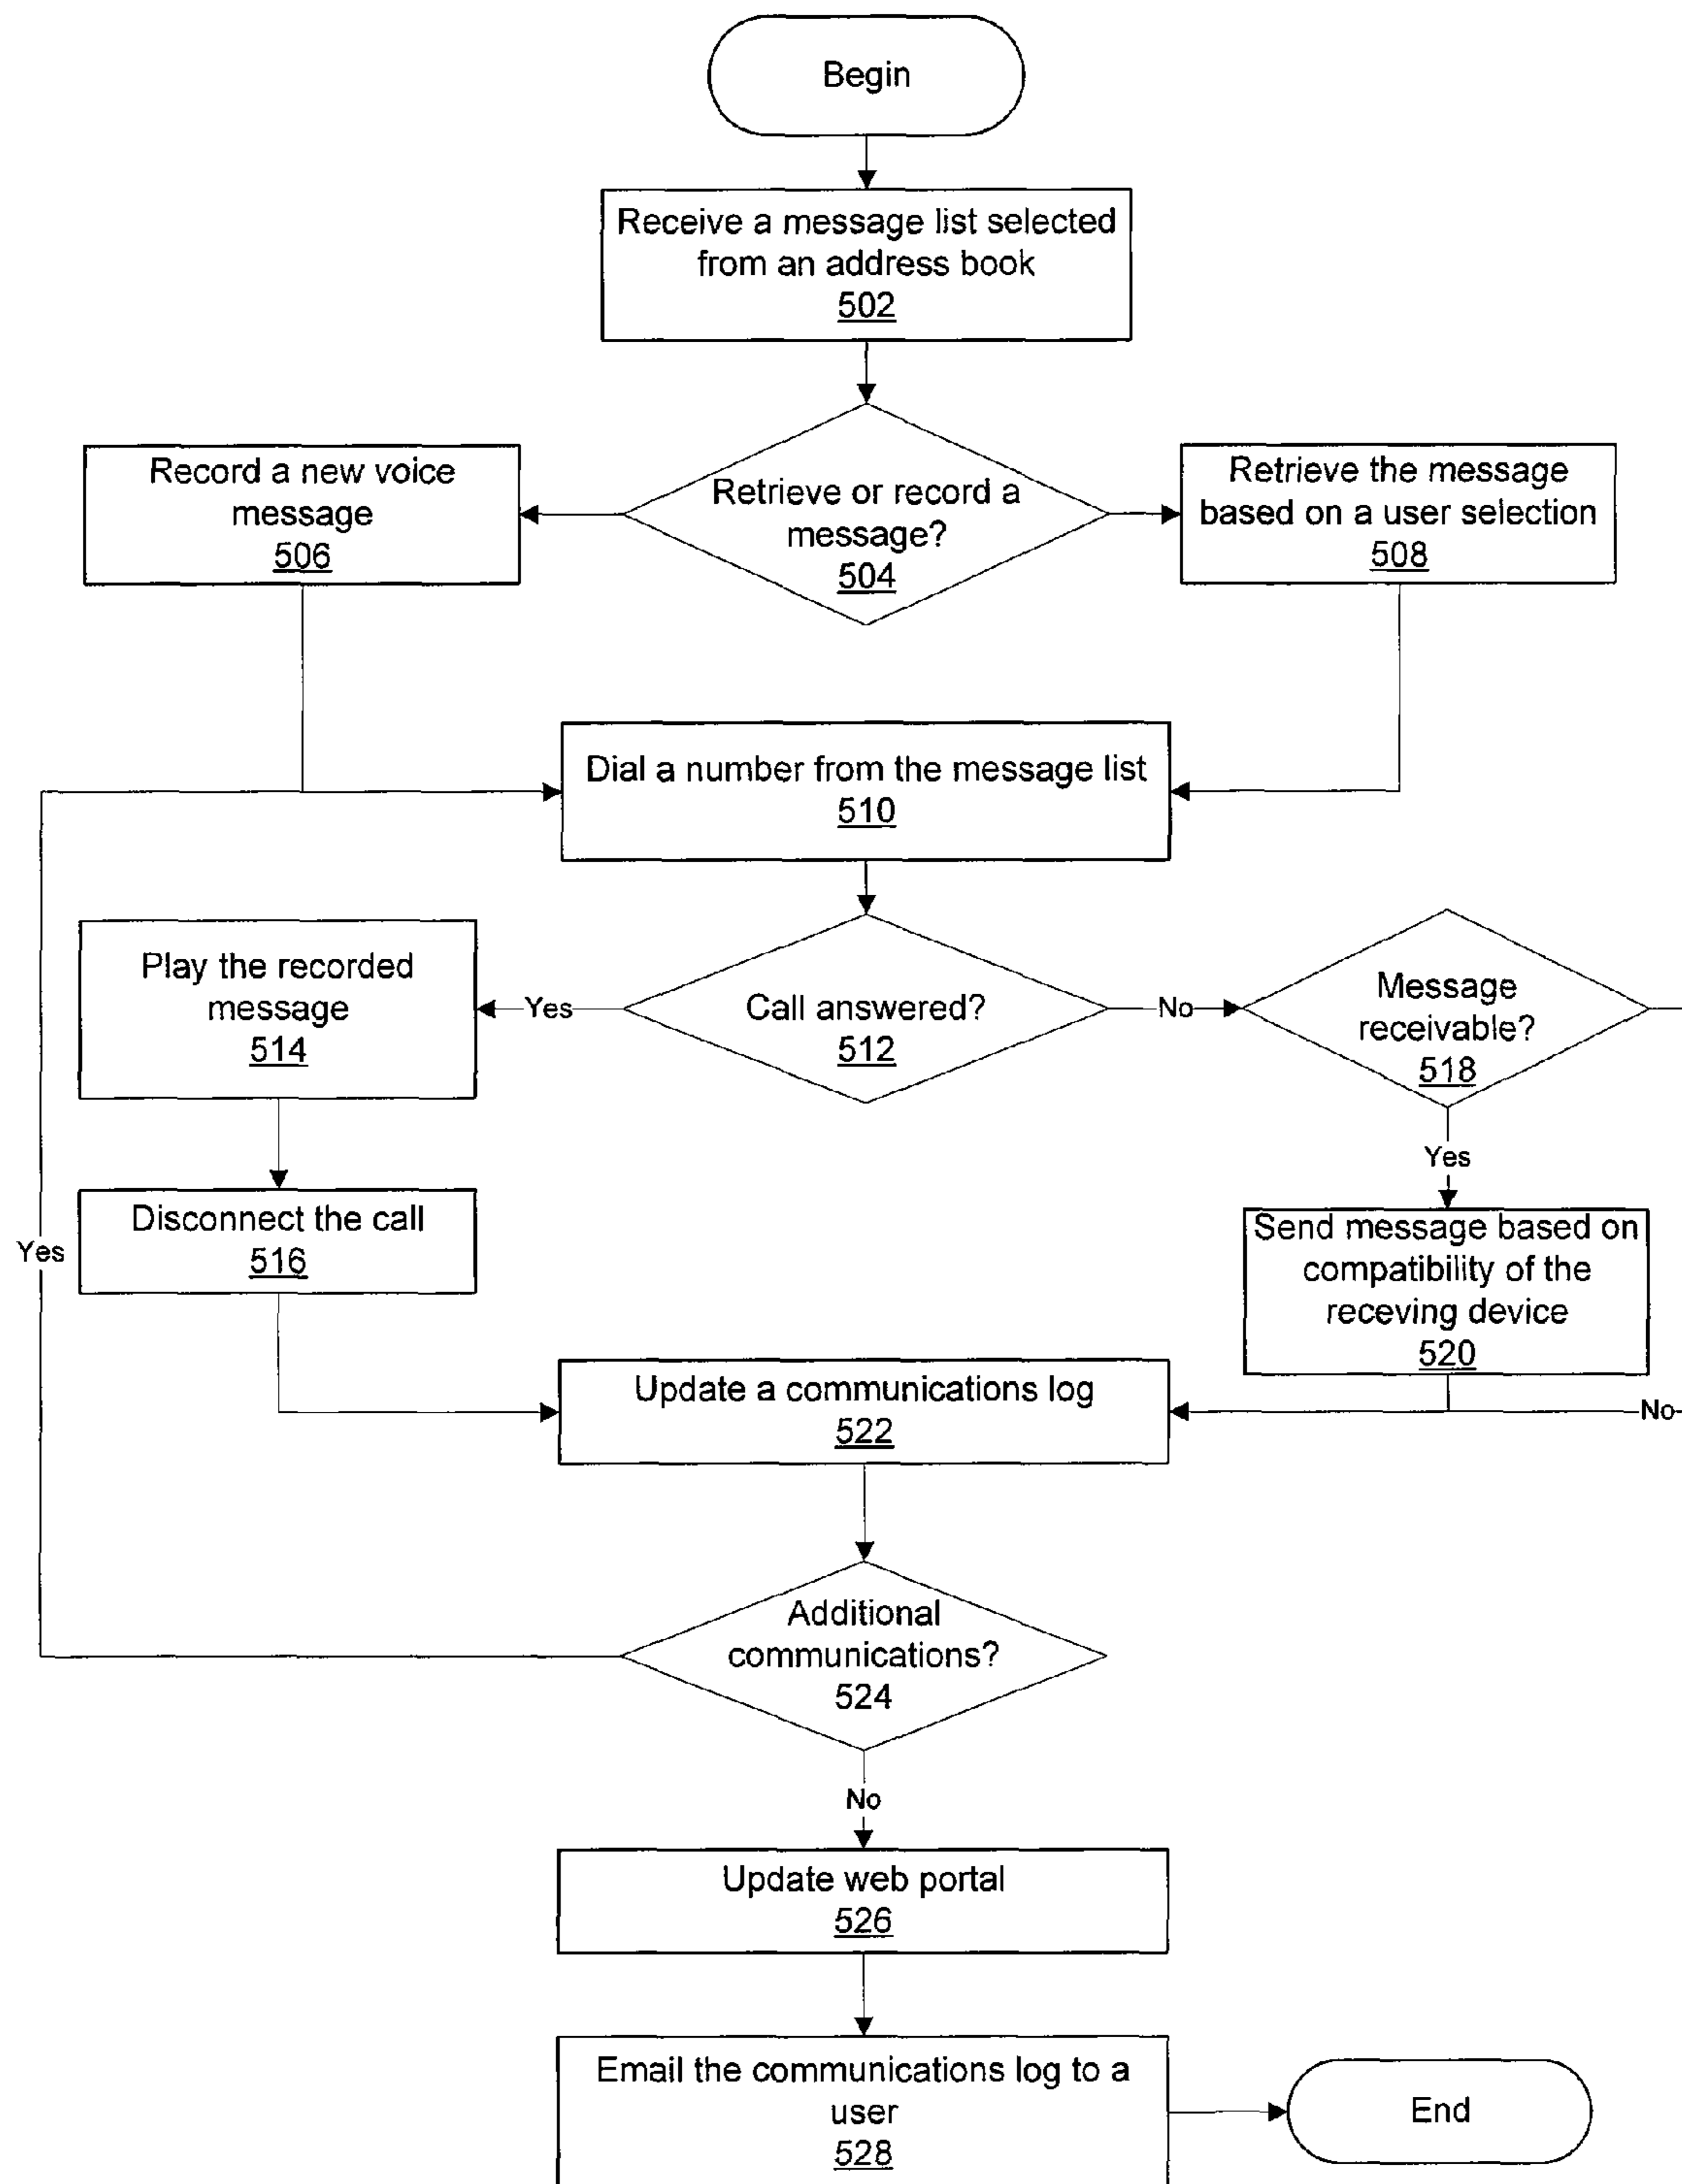 Begin
Receive a message list selected
from an address book
502
Retrieve or record a
message?
504
Record a new voice
message
506
Retrieve the message
based on a user selection
508
Dial a number from the message list
510
Call answered?
512
Yes
No
Play the recorded
message
514
Message
receivable?
518
Disconnect the call
516
Yes
Yes
Send message based on
compatibility of the
receving device
520
Update a communications log
522
No
Additional
communications?
524
No
Update web portal
526
Email the communications log to a
user
528
End